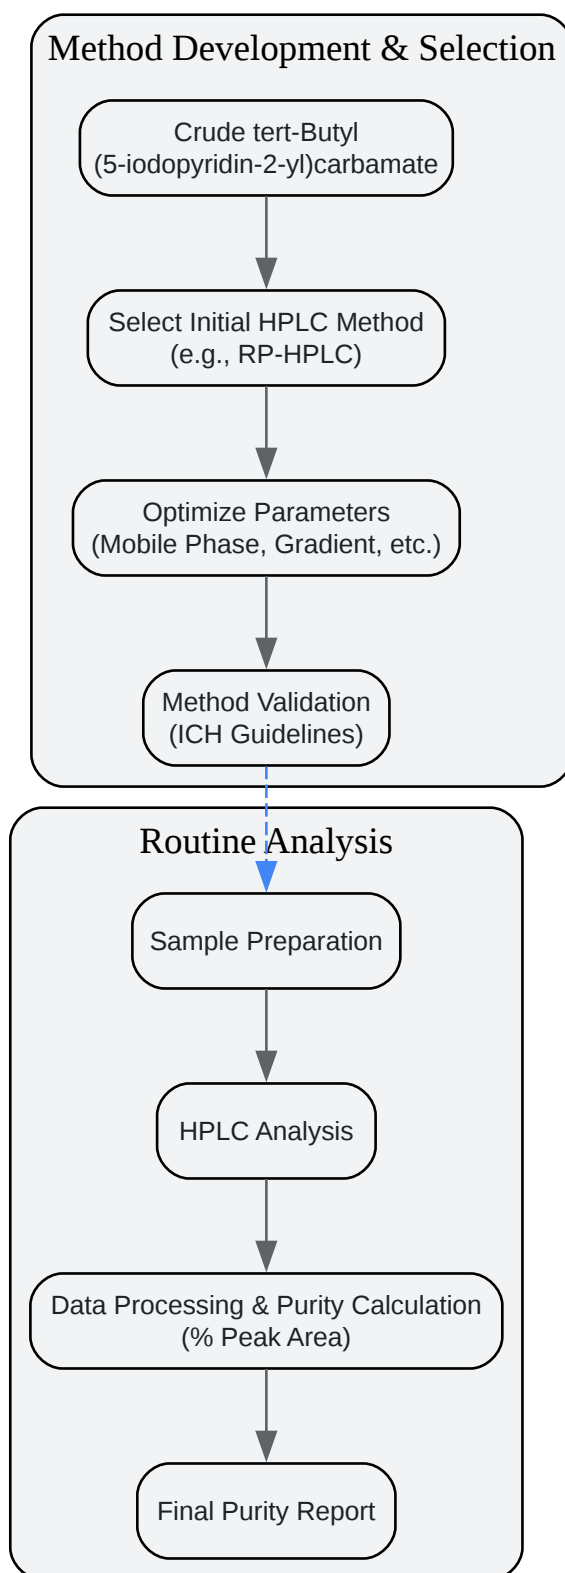 Method Development & Selection
Crude tert-Butyl
(5-iodopyridin-2-yl)carbamate
Select Initial HPLC Method
(e.g., RP-HPLC)
Optimize Parameters
(Mobile Phase, Gradient, etc.)
Method Validation
(ICH Guidelines)
Routine Analysis
Sample Preparation
HPLC Analysis
Data Processing & Purity Calculation
(% Peak Area)
Final Purity Report